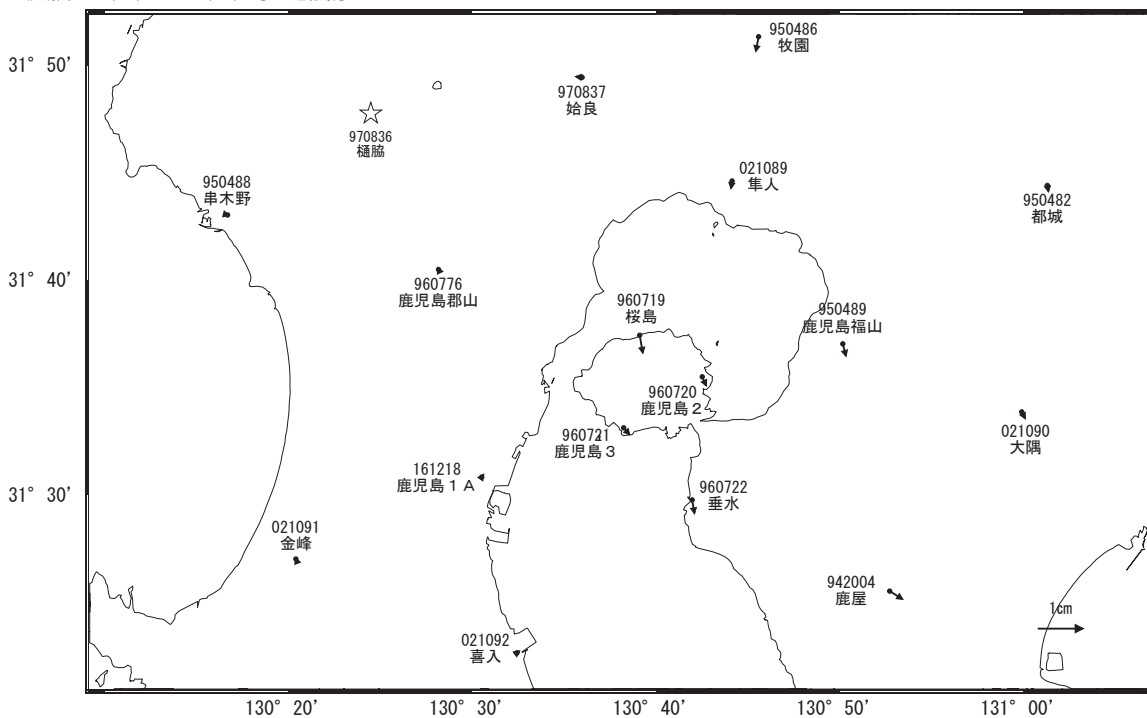 950486
牧園
31° 50′
970837
姶良
970836
樋脇
021089
隼人
950488
串木野
950482
都城
31° 40′
960776
鹿児島郡山
960719
桜島
950489
鹿児島福山
960720
鹿児島2
960721
鹿児島3
021090
大隅
161218
鹿児島1A
31° 30′
960722
垂水
021091
金峰
942004
鹿屋
1cm
021092
喜入
130° 20′
130° 30′
130° 40′
130° 50′
131° 00′